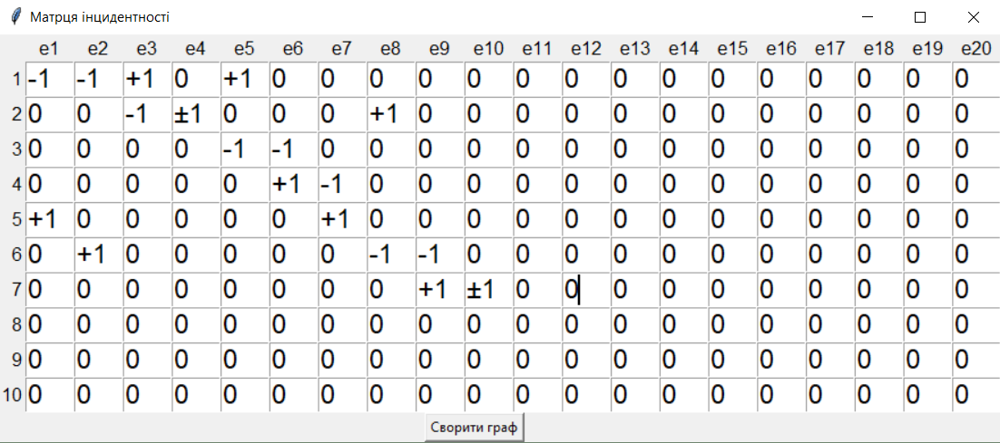 Матрця інцидентності
e1 e2 e3 e4 e5 e6 e7 e8 e9 e10 e11 e12 e13 e14 e15 e16 e17 e18 e19 e20
1 -1 -1 +1 0 +1 0 0 0 0 0 0 0 0 0 0 0 0 0 0 0
2 0 0 -1 ±1 0 0 0 +1 0 0 0 0 0 0 0 0 0 0 0 0
3 0 0 0 0 -1 -1 0 0 0 0 0 0 0 0 0 0 0 0 0 0
4 0 0 0 0 0 +1 -1 0 0 0 0 0 0 0 0 0 0 0 0 0
5 +1 0 0 0 0 0 +1 0 0 0 0 0 0 0 0 0 0 0 0 0
6 0 +1 0 0 0 0 0 -1 -1 0 0 0 0 0 0 0 0 0 0 0
7 0 0 0 0 0 0 0 0 +1 ±1 0 0 0 0 0 0 0 0 0 0
8 0 0 0 0 0 0 0 0 0 0 0 0 0 0 0 0 0 0 0 0
9 0 0 0 0 0 0 0 0 0 0 0 0 0 0 0 0 0 0 0 0
10 0 0 0 0 0 0 0 0 0 0 0 0 0 0 0 0 0 0 0 0
Сворити граф